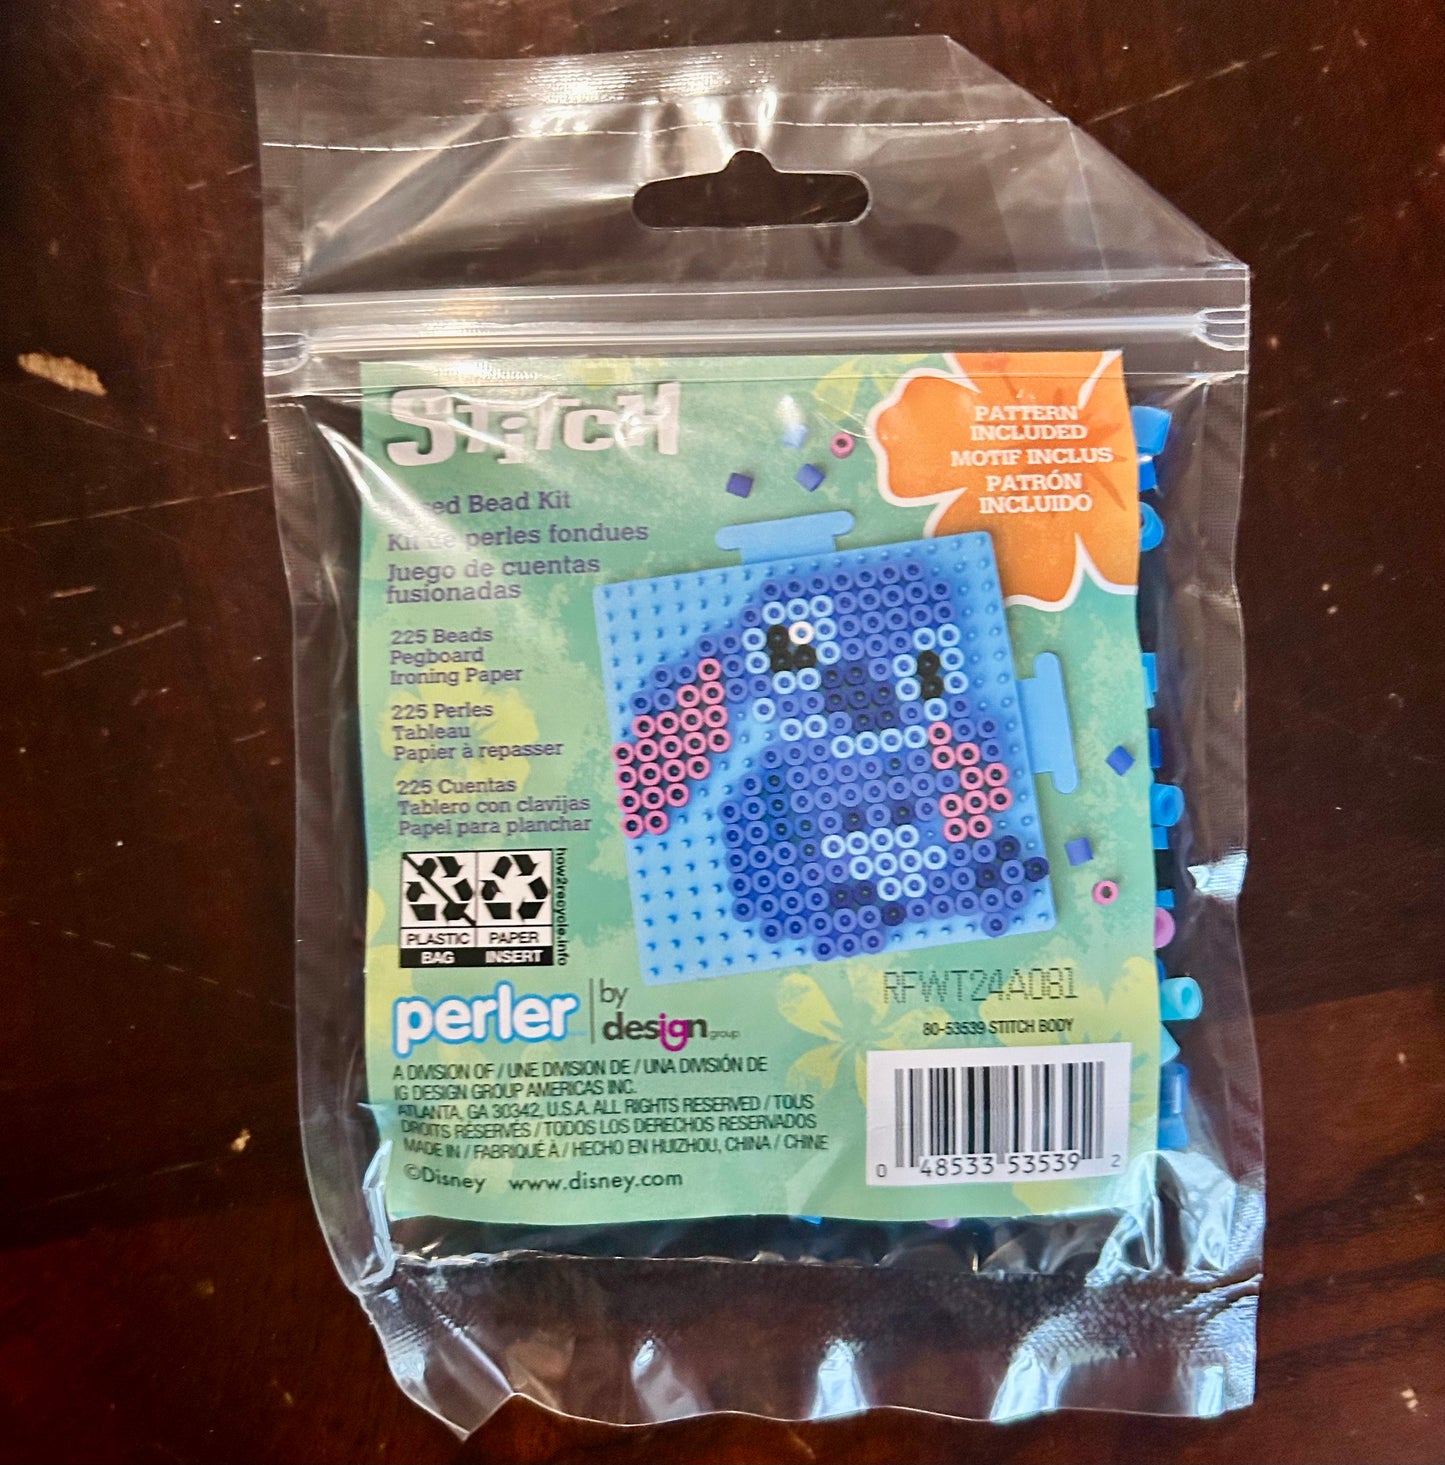 STitCH
PATTERN
INCLUDED
MOTIF INCLUS
PATRÓN
INCLUIDO
Bead Kit
Kit de perles fondues
Juego de cuentas
fusionadas
225 Beads
Pegboard
Ironing Paper
225 Perles
Tableau
Papier à repasser
225 Cuentas
Tablero con clavijas
Papel para planchar
PLASTIC
BAG
PAPER
INSERT
how2recycle.info
perler
by
design group
RFWT24A081
80-53539 STITCH BODY
A DIVISION OF / UNE DIVISION DE / UNA DIVISIÓN DE
IG DESIGN GROUP AMERICAS INC.
ATLANTA, GA 30342, U.S.A. ALL RIGHTS RESERVED / TOUS
DROITS RÉSERVÉS / TODOS LOS DERECHOS RESERVADOS
MADE IN / FABRIQUÉ À / HECHO EN HUIZHOU, CHINA / CHINE
©Disney www.disney.com
0 48533 53539 2